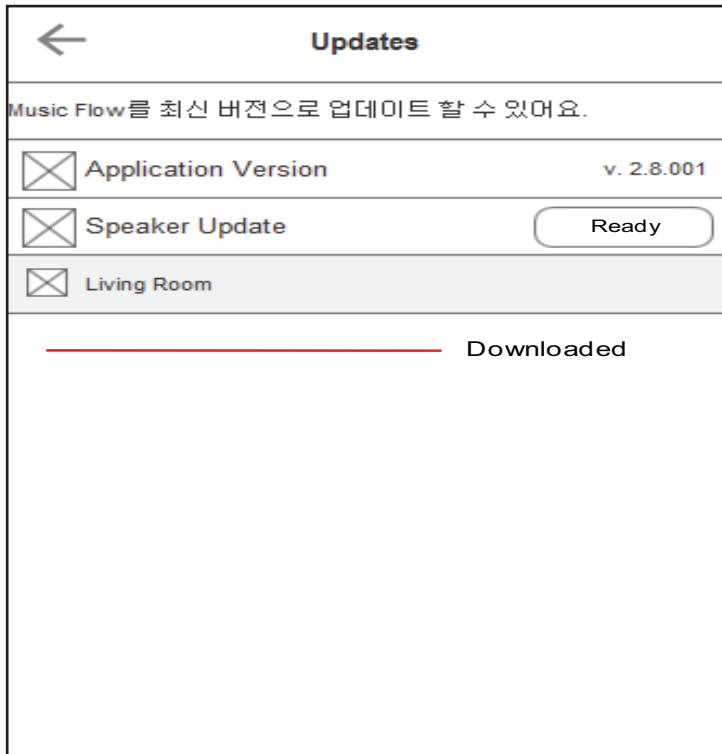 Updates
Music Flow를 최신 버전으로 업데이트 할 수 있어요.
Application Version v. 2.8.001
Speaker Update Ready
Living Room
Downloaded